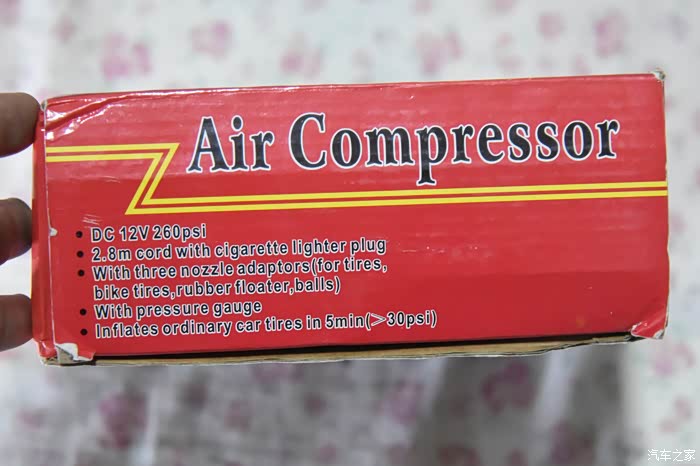 Air Compressor
• DC 12V 260psi
• 2.8m cord with cigarette lighter plug
• With three nozzle adaptors(for tires,
bike tires,rubber floater,balls)
• With pressure gauge
• Inflates ordinary car tires in 5min(≥30psi)
汽车之家